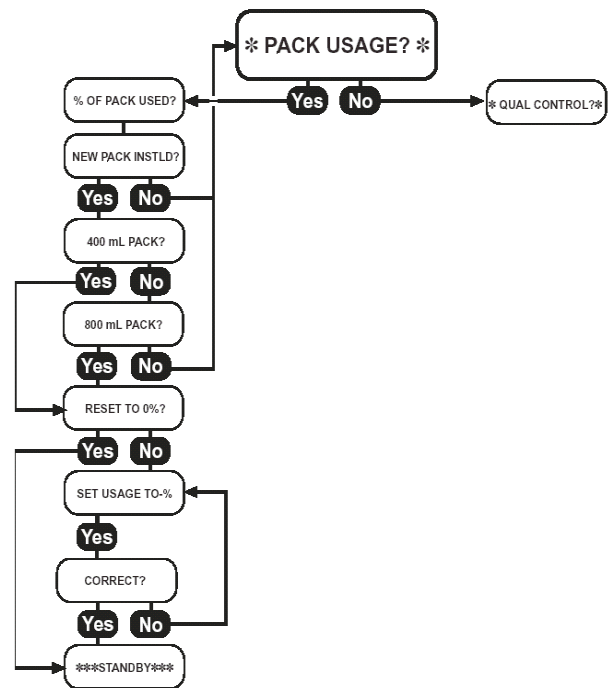 ✻ PACK USAGE? ✻
% OF PACK USED?
Yes No
✻ QUAL CONTROL?✻
NEW PACK INSTLD?
Yes No
400 mL PACK?
Yes No
800 mL PACK?
Yes No
RESET TO 0%?
Yes No
SET USAGE TO-%
Yes
CORRECT?
Yes No
✻✻✻STANDBY✻✻✻